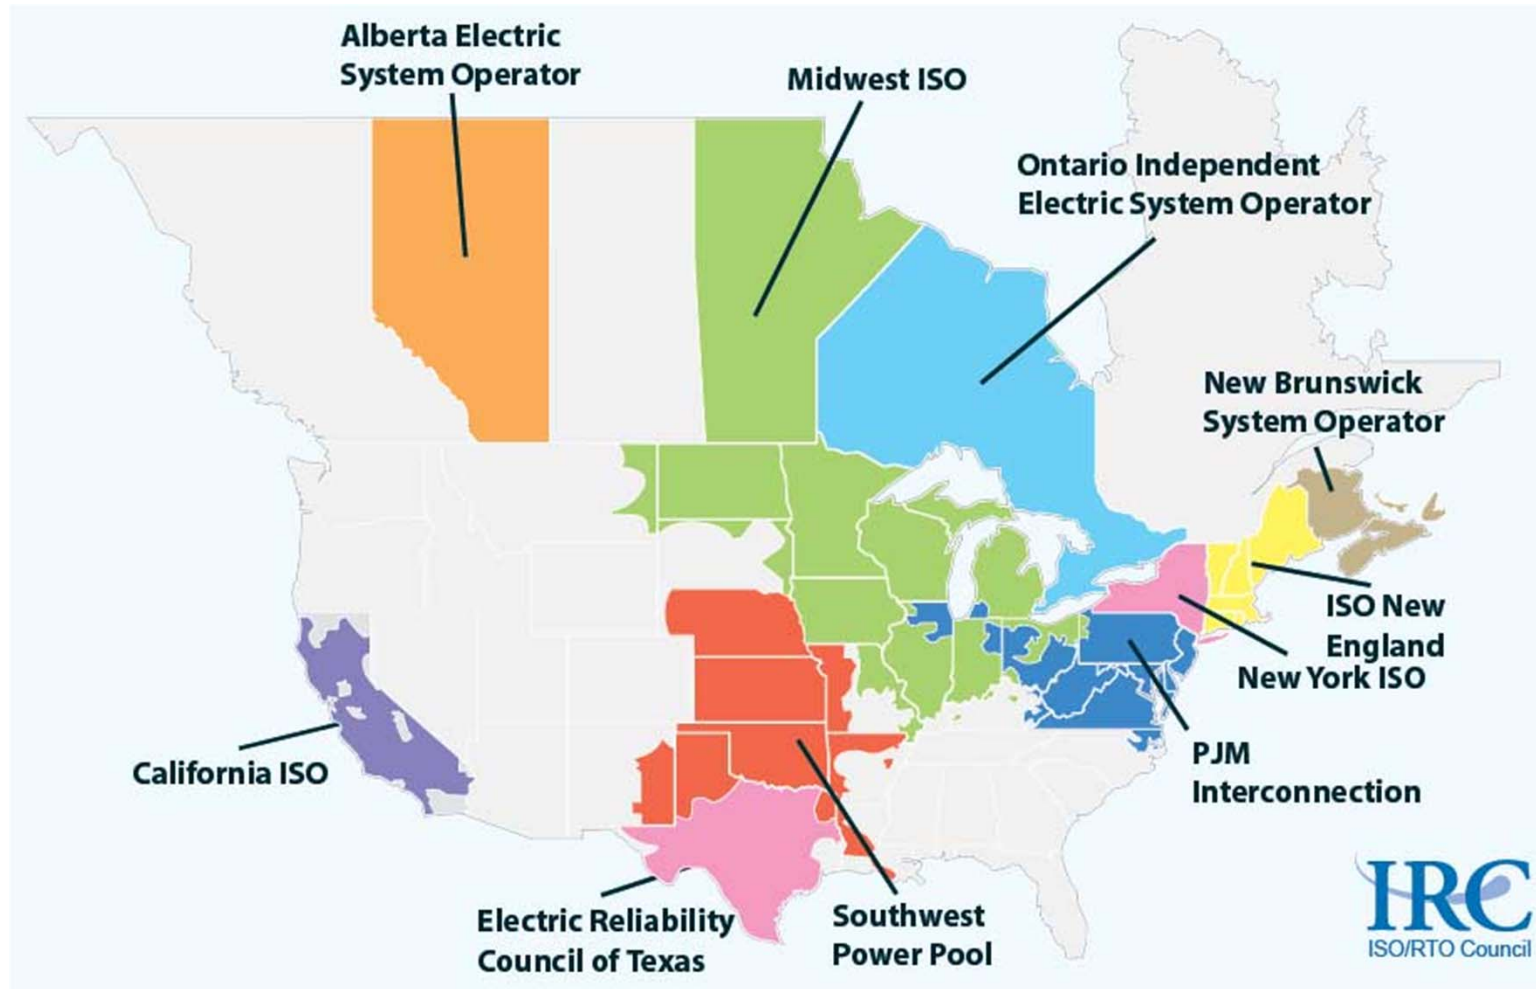 Alberta Electric
System Operator
Midwest ISO
Ontario Independent
Electric System Operator
New Brunswick
System Operator
ISO New
England
New York ISO
PJM
Interconnection
California ISO
Electric Reliability
Council of Texas
Southwest
Power Pool
IRC
ISO/RTO Council